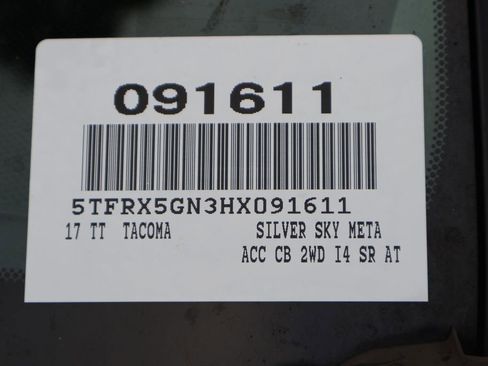 091611
5TFRX5GN3HX091611
17 TT TACOMA SILVER SKY META
ACC CB 2WD I4 SR AT